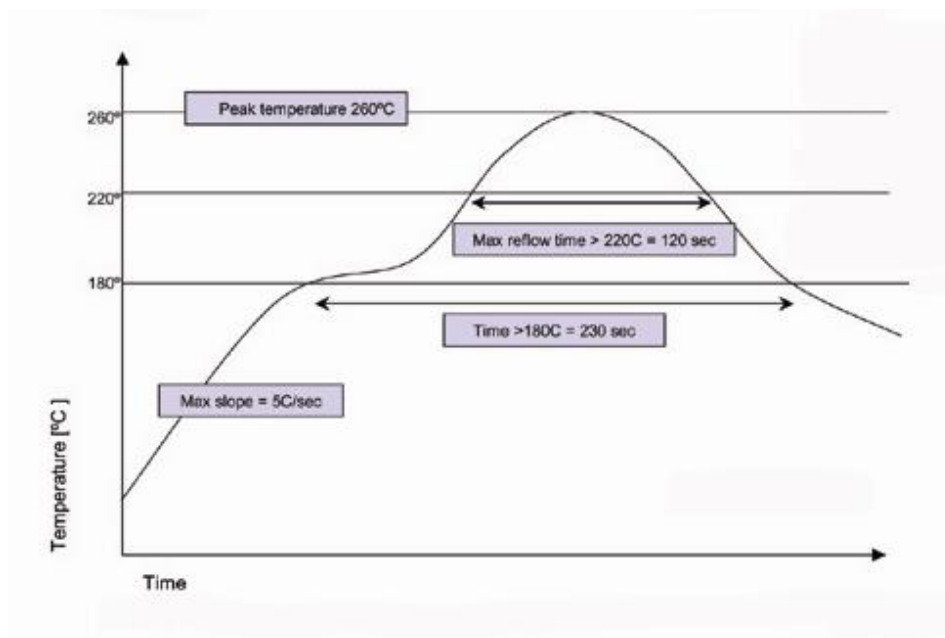 Peak temperature 260ºC
260º
220º
Max reflow time > 220C = 120 sec
180º
Time >180C = 230 sec
Max slope = 5C/sec
Temperature [ºC ]
Time